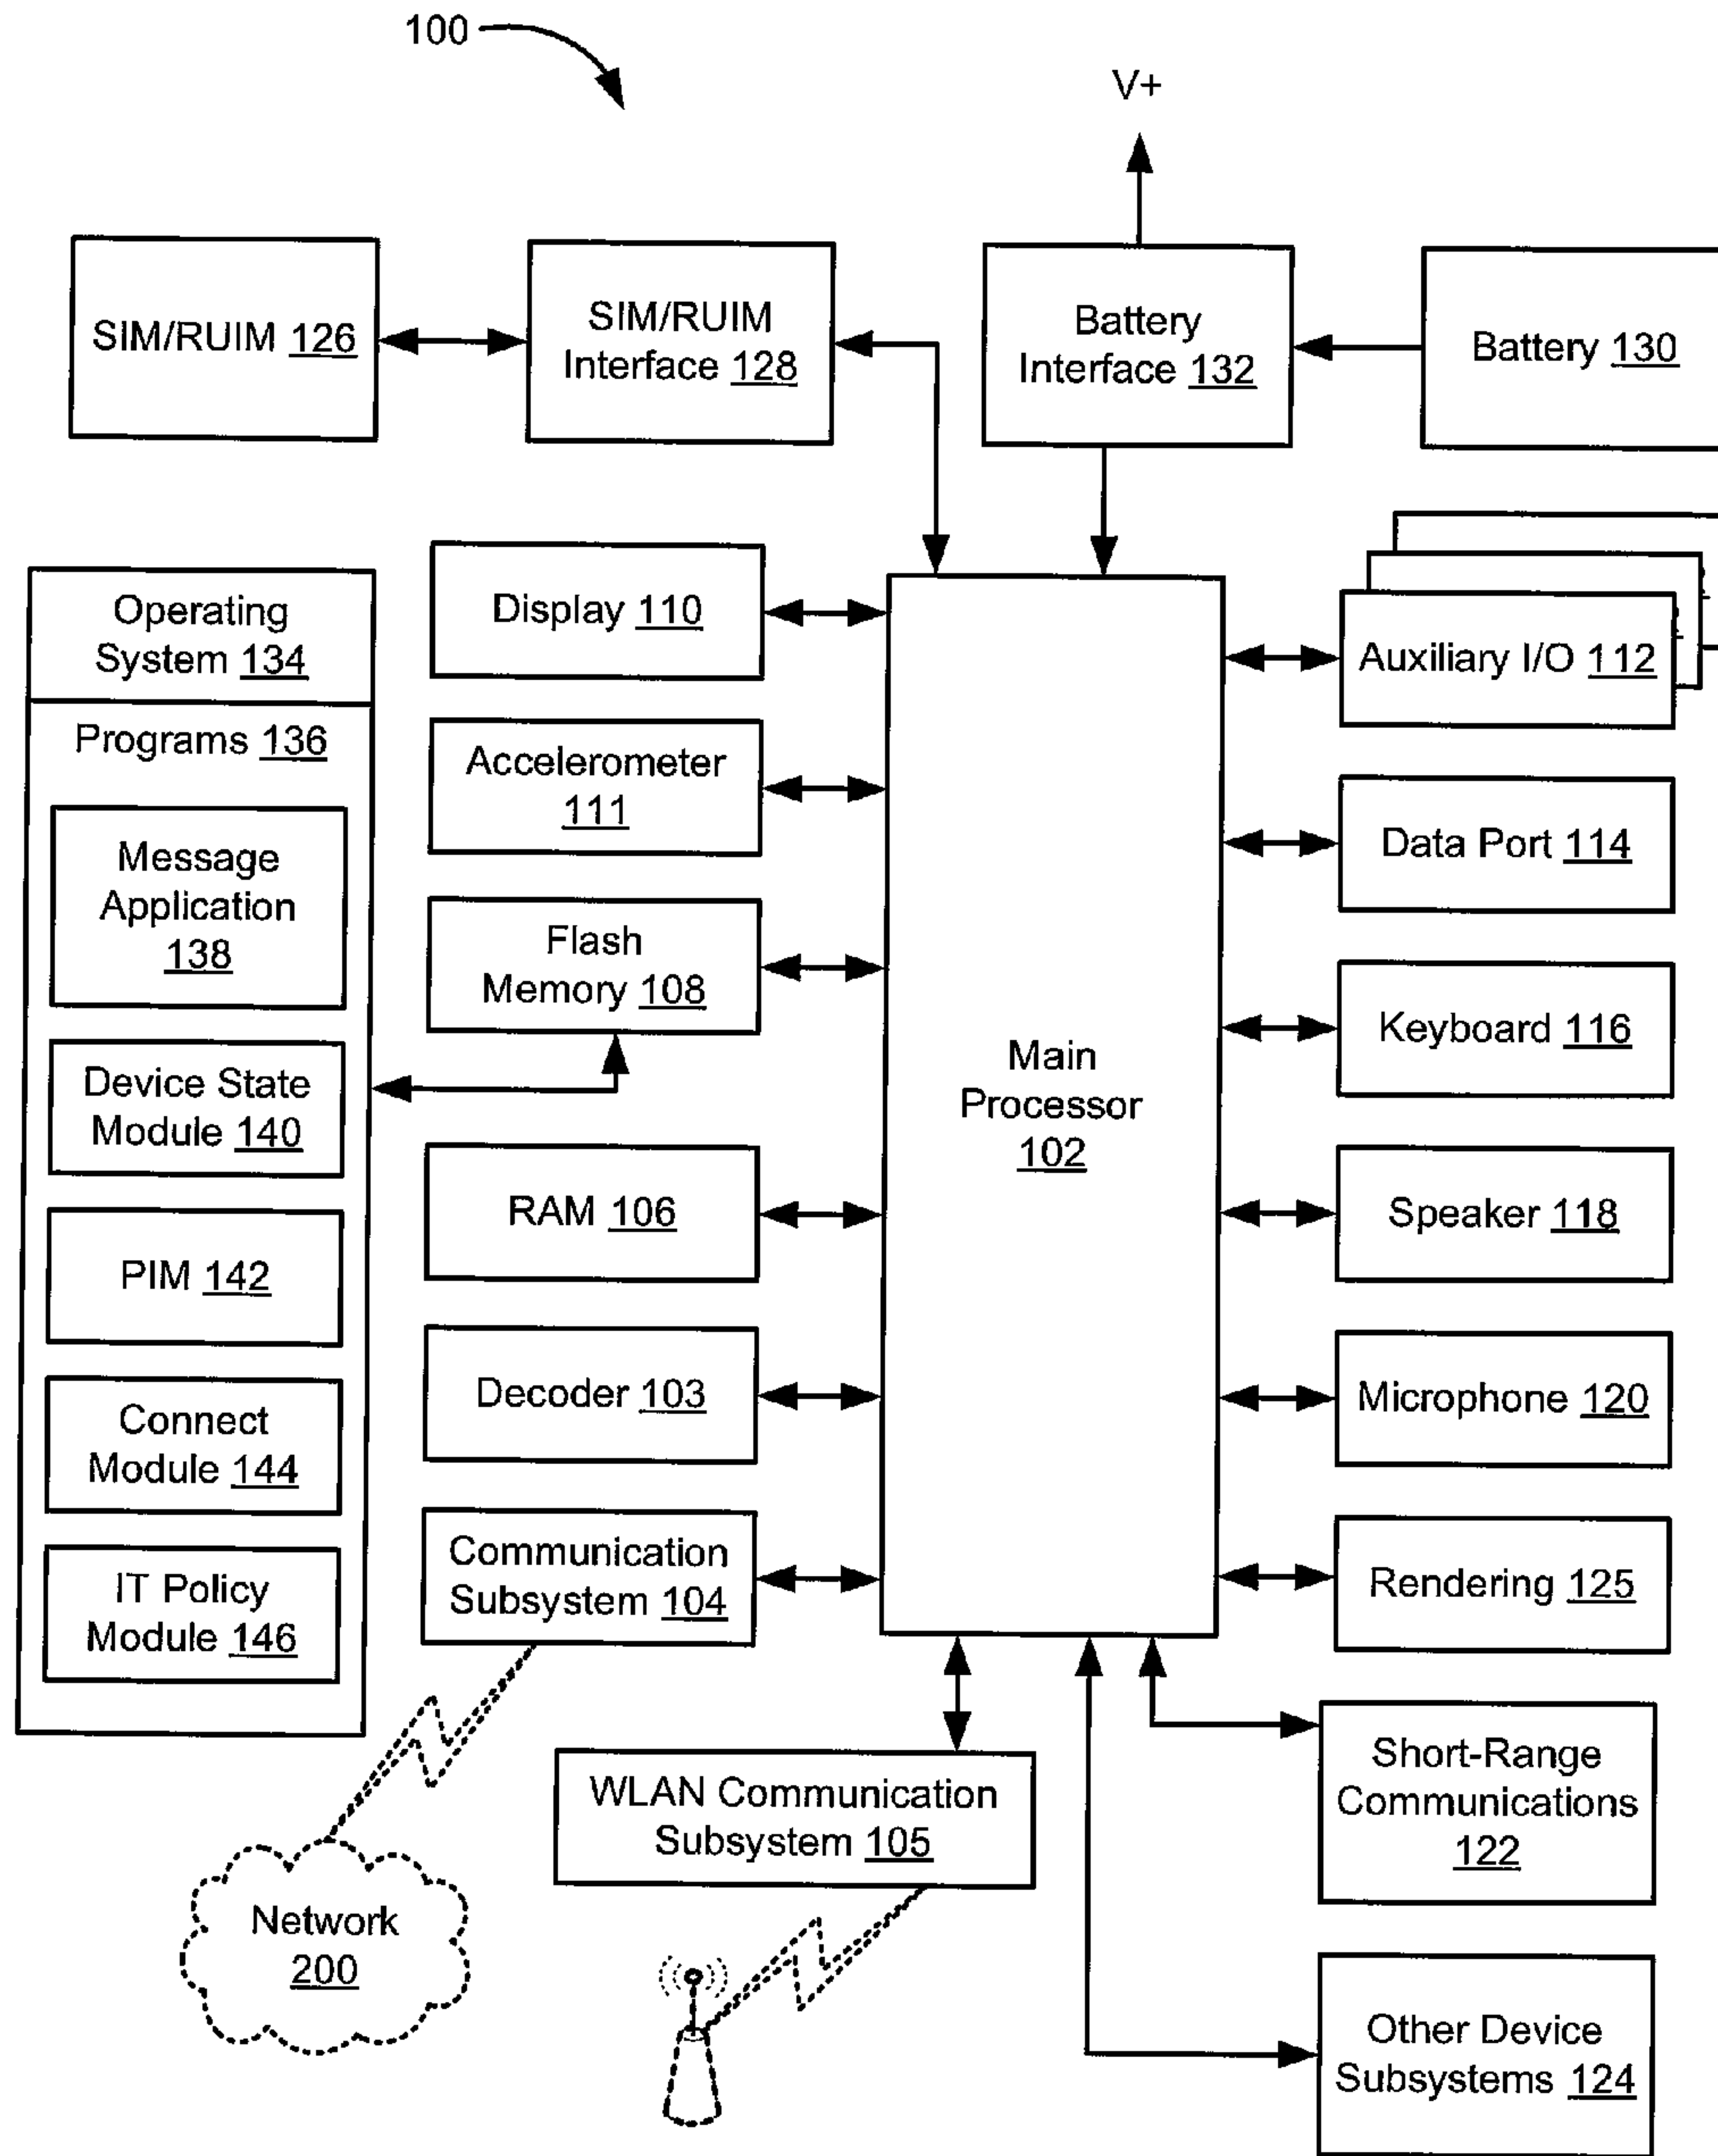 100
V+
SIM/RUIM 126
SIM/RUIM
Interface 128
Battery
Interface 132
Battery 130
Operating
System 134
Programs 136
Message
Application
138
Device State
Module 140
PIM 142
Connect
Module 144
IT Policy
Module 146
Display 110
Accelerometer
111
Flash
Memory 108
RAM 106
Decoder 103
Communication
Subsystem 104
Main
Processor
102
Auxiliary I/O 112
Data Port 114
Keyboard 116
Speaker 118
Microphone 120
Rendering 125
Short-Range
Communications
122
Other Device
Subsystems 124
WLAN Communication
Subsystem 105
Network
200